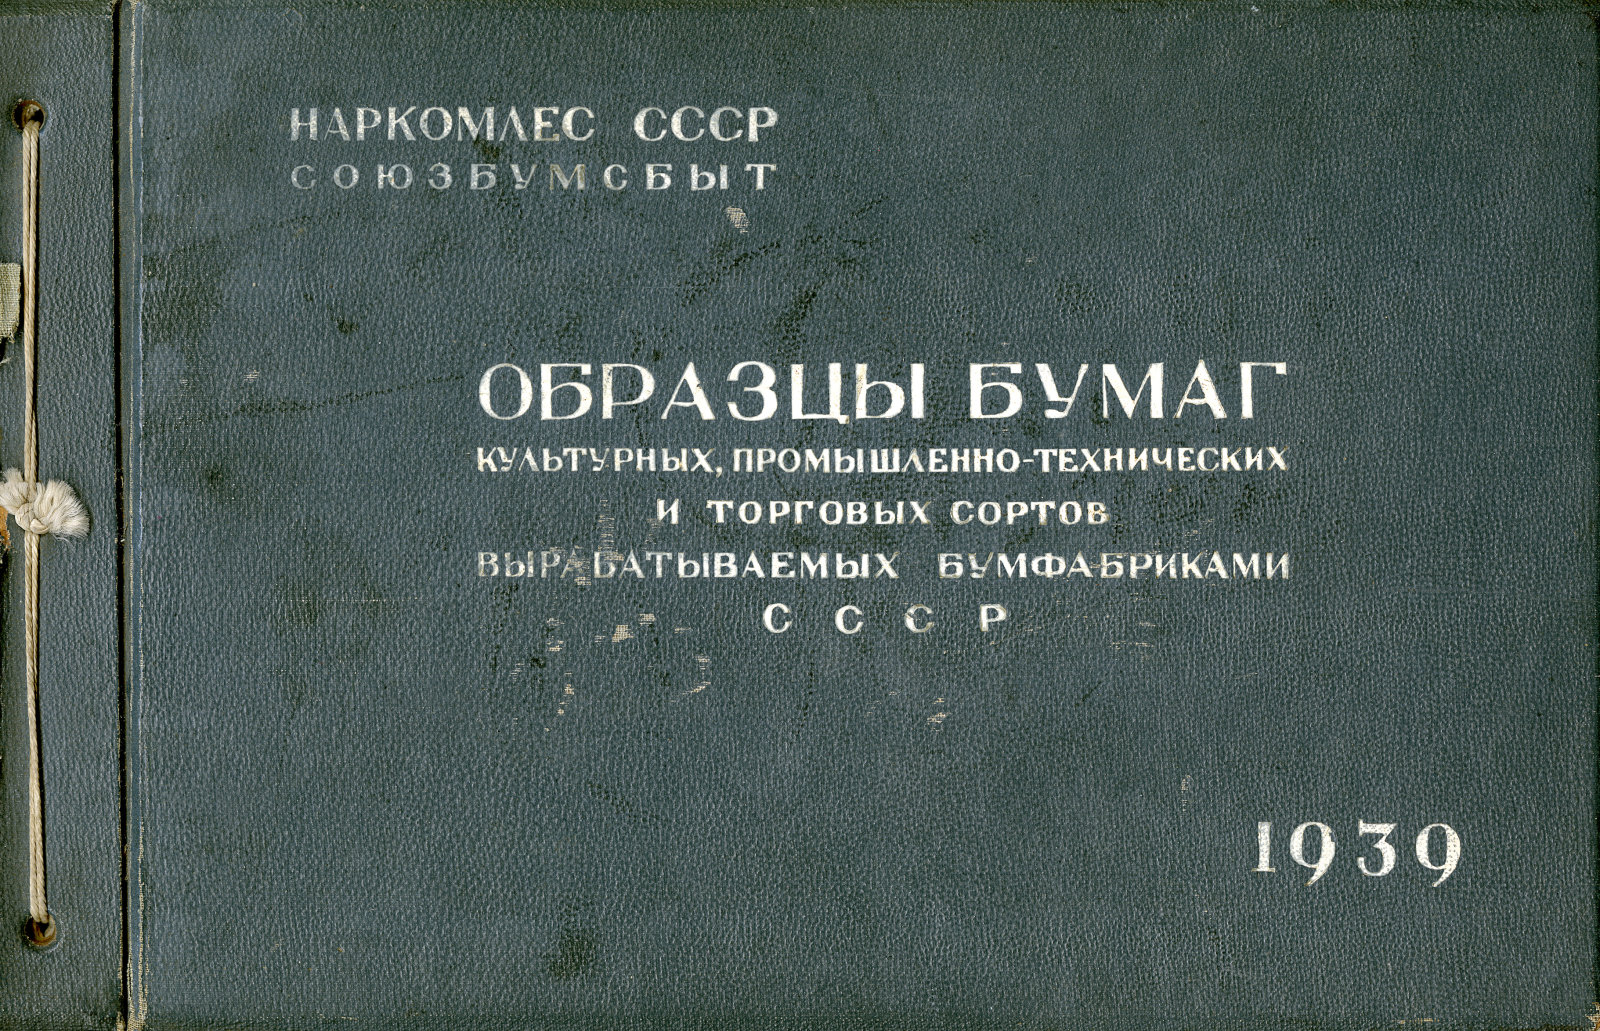 НАРКОМЛЕС СССР
СОЮЗБУМСБЫТ
ОБРАЗЦЫ БУМАГ
КУЛЬТУРНЫХ, ПРОМЫШЛЕННО-ТЕХНИЧЕСКИХ
И ТОРГОВЫХ СОРТОВ
ВЫРАБАТЫВАЕМЫХ БУМФАБРИКАМИ
СССР
1939